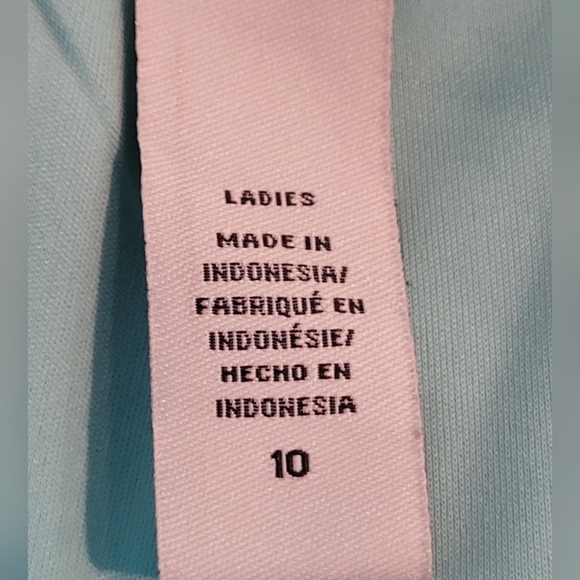 LADIES
MADE IN
INDONESIA/
FABRIQUÉ EN
INDONÉSIE/
HECHO EN
INDONESIA
10